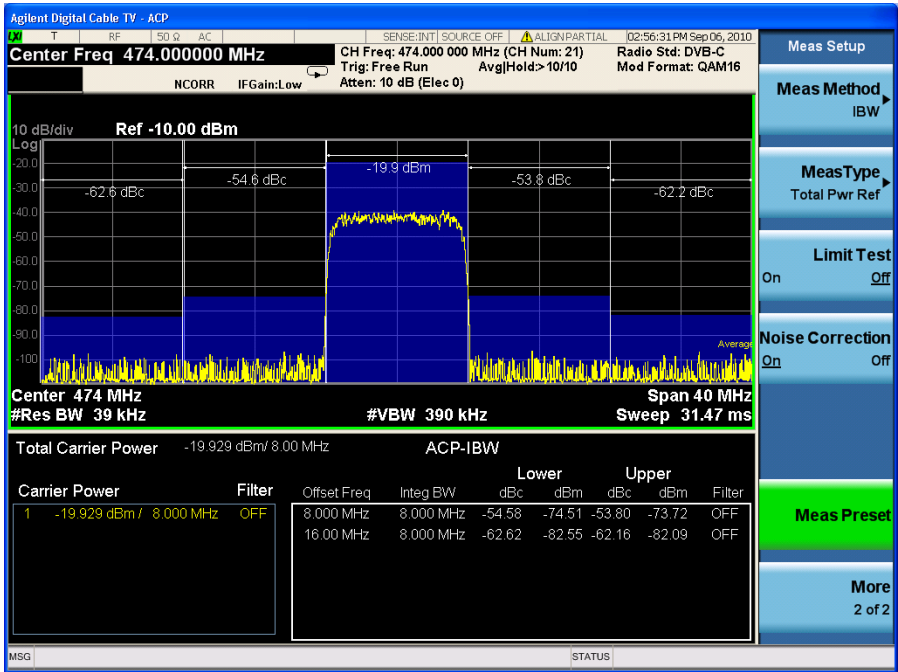 Agilent Digital Cable TV - ACP
LXI T RF 50 Ω AC SENSE:INT SOURCE OFF ALIGN PARTIAL 02:56:31 PM Sep 06, 2010
Center Freq 474.000000 MHz
CH Freq: 474.000 000 MHz (CH Num: 21) Radio Std: DVB-C
Trig: Free Run Avg|Hold:>10/10 Mod Format: QAM16
NCORR IFGain:Low Atten: 10 dB (Elec 0)
10 dB/div Ref -10.00 dBm
Log
-20.0
-30.0
-40.0
-50.0
-60.0
-70.0
-80.0
-90.0
-100
-62.6 dBc
-54.6 dBc
-19.9 dBm
-53.8 dBc
-62.2 dBc
Average
Center 474 MHz Span 40 MHz
#Res BW 39 kHz #VBW 390 kHz Sweep 31.47 ms
Total Carrier Power -19.929 dBm/ 8.00 MHz ACP-IBW
Lower Upper
Carrier Power Filter Offset Freq Integ BW dBc dBm dBc dBm Filter
1 -19.929 dBm / 8.000 MHz OFF 8.000 MHz 8.000 MHz -54.58 -74.51 -53.80 -73.72 OFF
16.00 MHz 8.000 MHz -62.62 -82.55 -62.16 -82.09 OFF
MSG STATUS
Meas Setup
Meas Method
IBW
MeasType
Total Pwr Ref
Limit Test
On Off
Noise Correction
On Off
Meas Preset
More
2 of 2